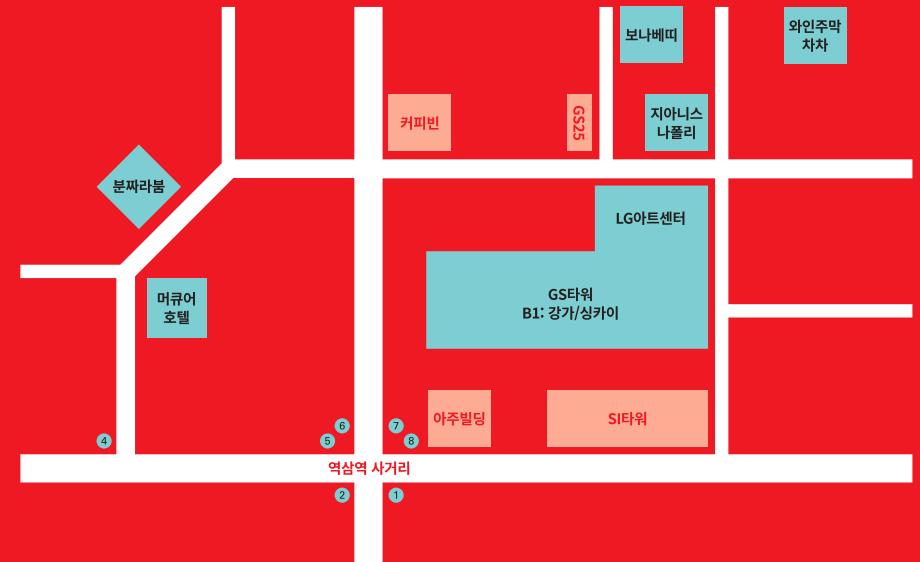 보나베띠
와인주막
차차
커피빈
GS25
지아니스
나폴리
분짜라붐
LG아트센터
머큐어
호텔
GS타워
B1: 강가/싱카이
아주빌딩
SI타워
6
7
4
5
8
역삼역 사거리
2
1